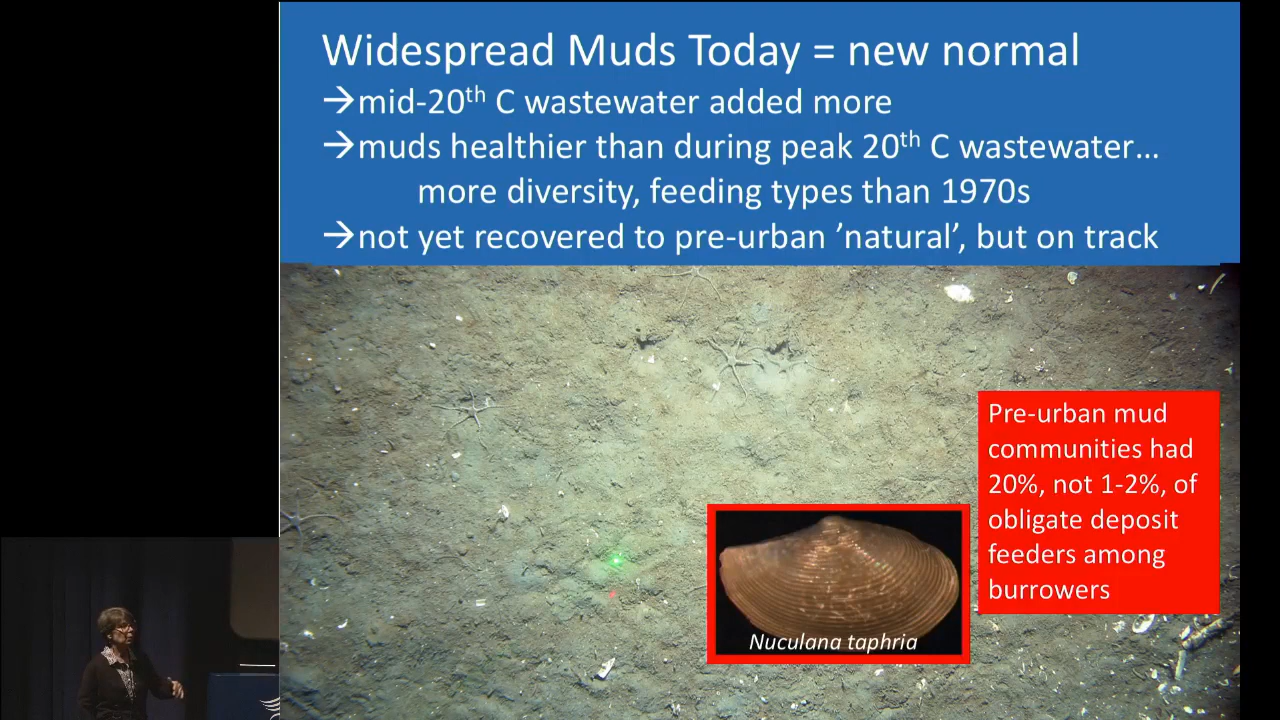 Widespread Muds Today = new normal
→mid-20th C wastewater added more
→muds healthier than during peak 20th C wastewater…
more diversity, feeding types than 1970s
→not yet recovered to pre-urban ’natural’, but on track
Pre-urban mud
communities had
20%, not 1-2%, of
obligate deposit
feeders among
burrowers
Nuculana taphria